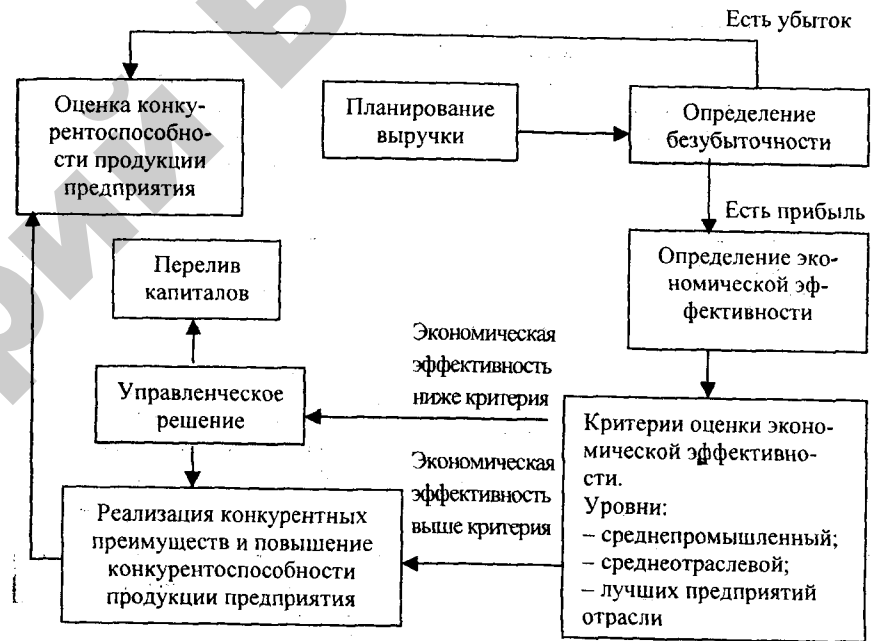 Есть убыток
Оценка конку-
рентоспособно-
сти продукции
предприятия
Планирование
выручки
Определение
безубыточности
Есть прибыль
Определение эко-
номической эф-
фективности
Перелив
капиталов
Экономическая
эффективность
ниже критерия
Управленческое
решение
Критерии оценки эконо-
мической эффективно-
сти.
Уровни:
– среднепромышленный;
– среднеотраслевой;
– лучших предприятий
отрасли
Экономическая
эффективность
выше критерия
Реализация конкурентных
преимуществ и повышение
конкурентоспособности
продукции предприятия